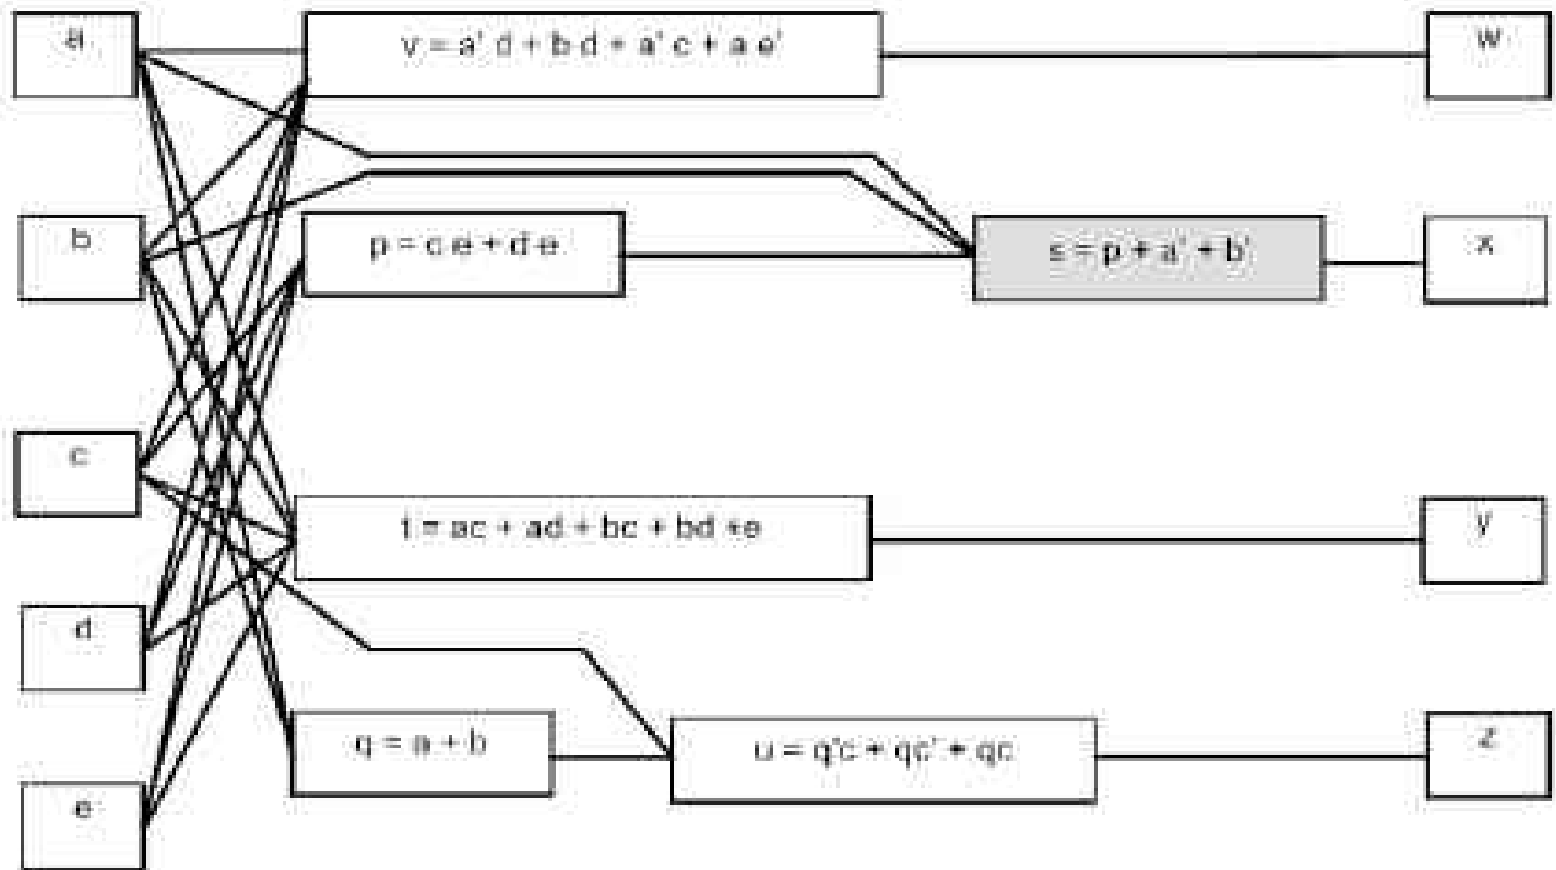 a
v = a' d + b d + a' c + a e'
w
b
p = c e + d e
s = p + a' + b'
x
c
t = ac + ad + bc + bd +e
y
d
q = a + b
u = q'c + qc' + qc
z
e